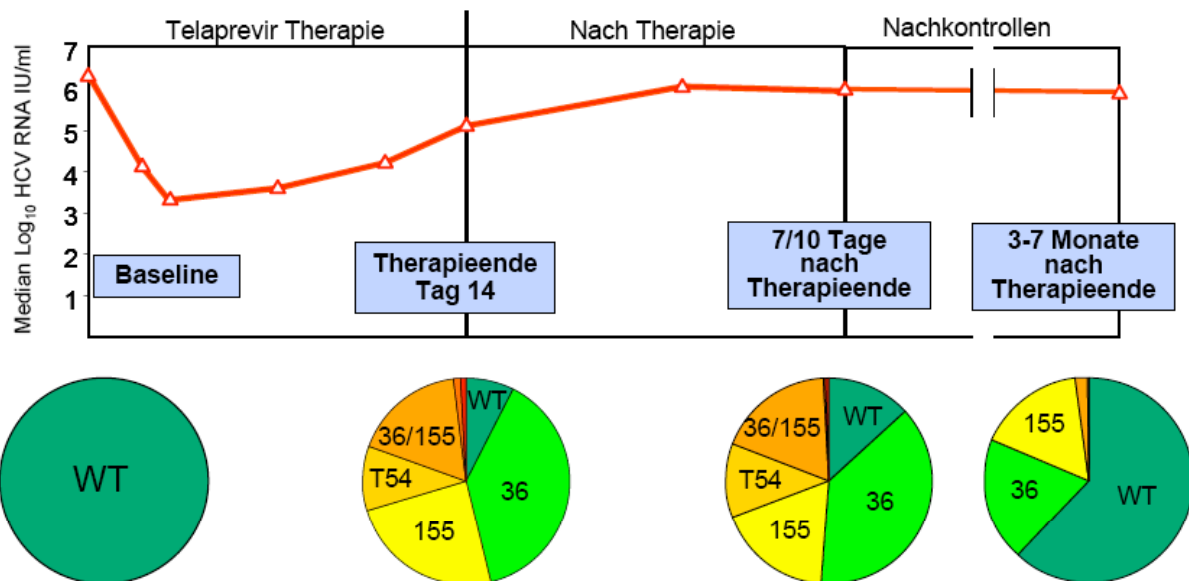 Telaprevir Therapie
Nach Therapie
Nachkontrollen
Median Log₁₀ HCV RNA IU/ml
7
6
5
4
3
2
1
Baseline
Therapieende
Tag 14
7/10 Tage
nach
Therapieende
3-7 Monate
nach
Therapieende
WT
WT
36
155
T54
36/155
WT
36
155
T54
36/155
WT
36
155